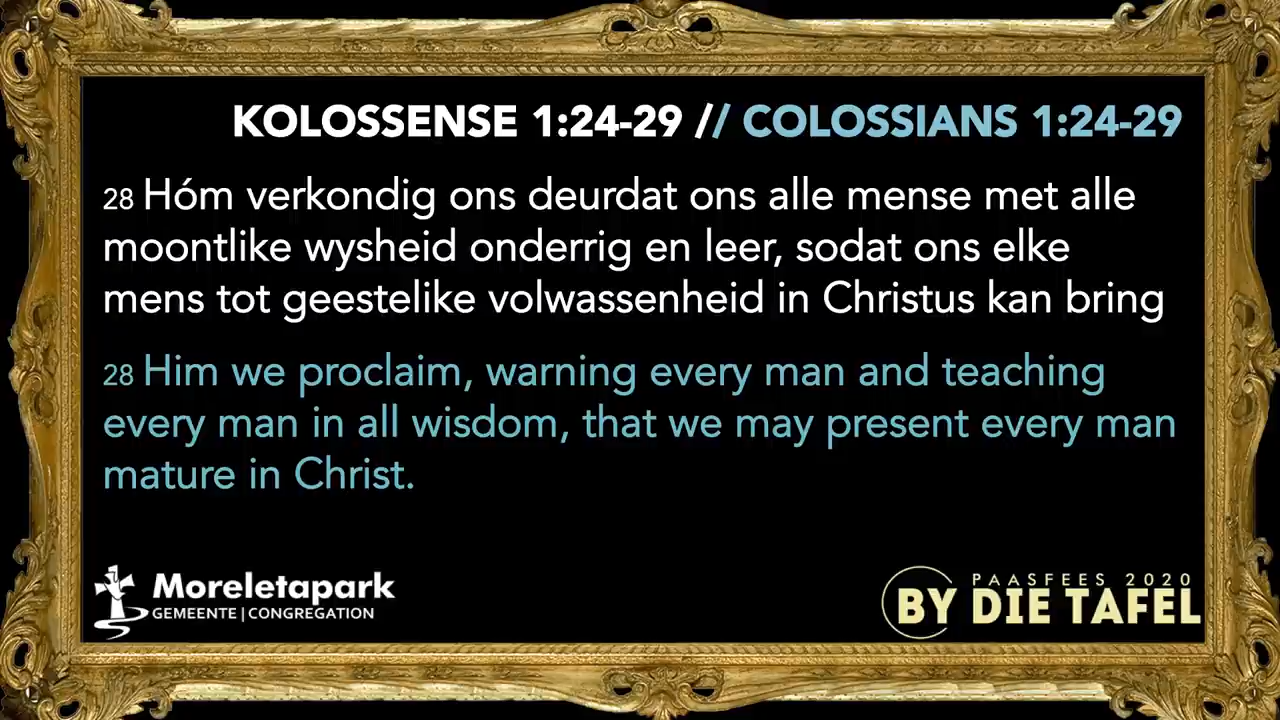 KOLOSSENSE 1:24-29 // COLOSSIANS 1:24-29
28 Hóm verkondig ons deurdat ons alle mense met alle
moontlike wysheid onderrig en leer, sodat ons elke
mens tot geestelike volwassenheid in Christus kan bring
28 Him we proclaim, warning every man and teaching
every man in all wisdom, that we may present every man
mature in Christ.
Moreletapark
GEMEENTE | CONGREGATION
PAASFEES 2020
BY DIE TAFEL